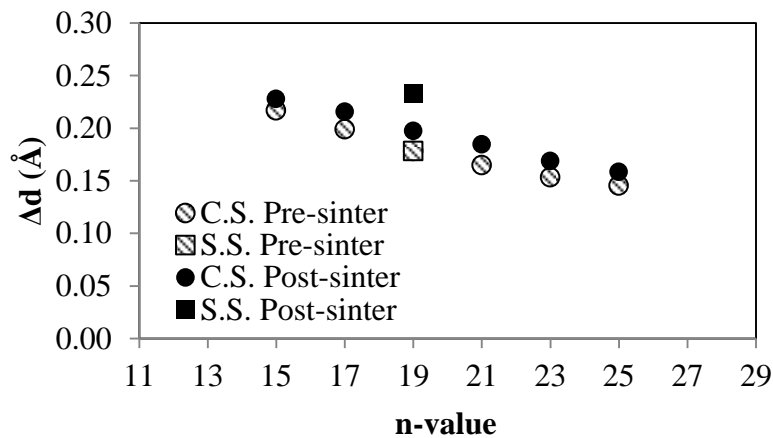 0.30
0.25
0.20
0.15
0.10
0.05
0.00
Δd (Å)
C.S. Pre-sinter
S.S. Pre-sinter
C.S. Post-sinter
S.S. Post-sinter
11 13 15 17 19 21 23 25 27 29
n-value